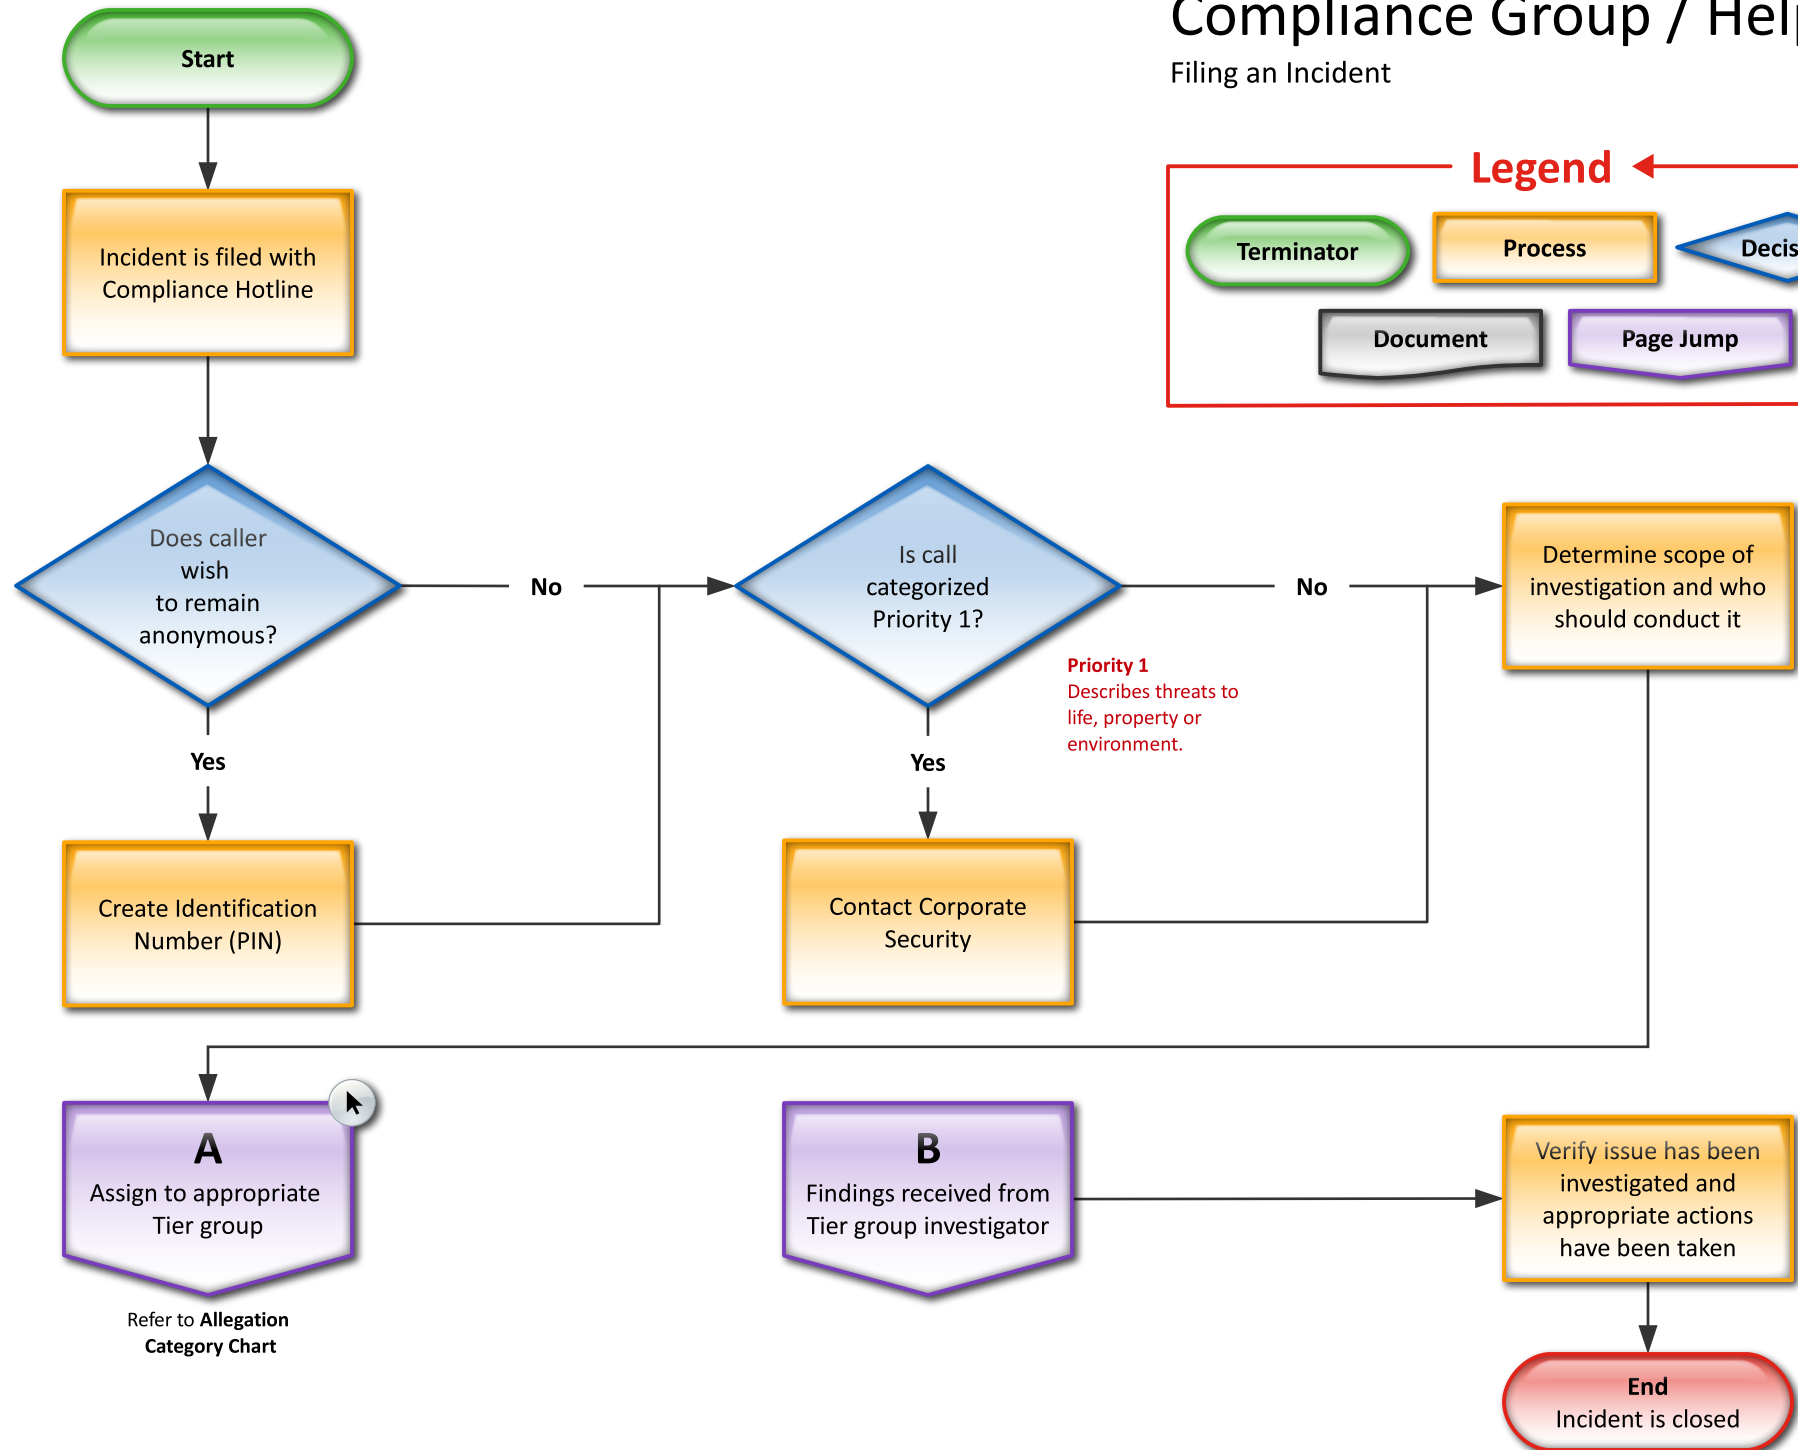 Compliance Group / Help
Filing an Incident
Start
Legend
Terminator
Process
Decis
Document
Page Jump
Incident is filed with
Compliance Hotline
Does caller
wish
to remain
anonymous?
No
Is call
categorized
Priority 1?
No
Determine scope of
investigation and who
should conduct it
Priority 1
Describes threats to
life, property or
environment.
Yes
Yes
Create Identification
Number (PIN)
Contact Corporate
Security
A
Assign to appropriate
Tier group
Refer to Allegation
Category Chart
B
Findings received from
Tier group investigator
Verify issue has been
investigated and
appropriate actions
have been taken
End
Incident is closed